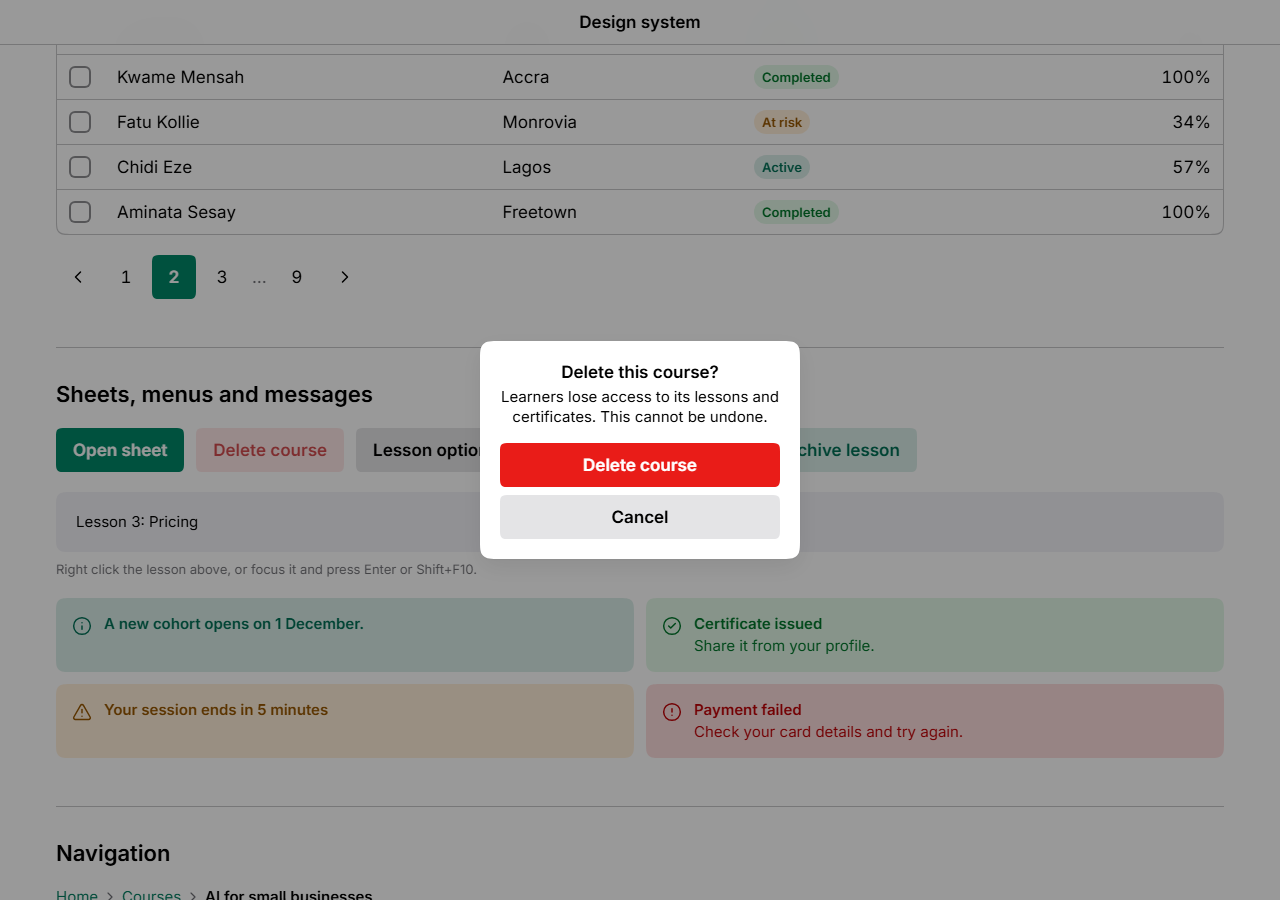 Design system
Kwame Mensah Accra Completed 100%
Fatu Kollie Monrovia At risk 34%
Chidi Eze Lagos Active 57%
Aminata Sesay Freetown Completed 100%
1 2 3 … 9
Sheets, menus and messages
Open sheet Delete course Lesson optio chive lesson
Delete this course?
Learners lose access to its lessons and
certificates. This cannot be undone.
Delete course
Cancel
Lesson 3: Pricing
Right click the lesson above, or focus it and press Enter or Shift+F10.
A new cohort opens on 1 December.
Certificate issued
Share it from your profile.
Your session ends in 5 minutes
Payment failed
Check your card details and try again.
Navigation
Home > Courses > AI for small businesses